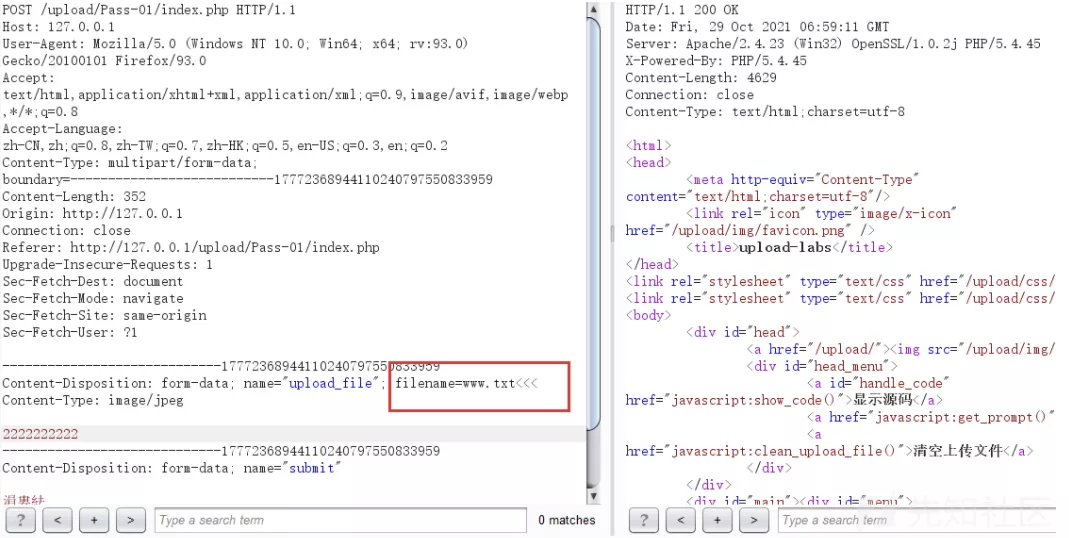 POST /upload/Pass-01/index.php HTTP/1.1
Host: 127.0.0.1
User-Agent: Mozilla/5.0 (Windows NT 10.0; Win64; x64; rv:93.0)
Gecko/20100101 Firefox/93.0
Accept:
text/html,application/xhtml+xml,application/xml;q=0.9,image/avif,image/webp
,*/*;q=0.8
Accept-Language:
zh-CN,zh;q=0.8,zh-TW;q=0.7,zh-HK;q=0.5,en-US;q=0.3,en;q=0.2
Content-Type: multipart/form-data;
boundary=---------------------------17772368944110240797550833959
Content-Length: 352
Origin: http://127.0.0.1
Connection: close
Referer: http://127.0.0.1/upload/Pass-01/index.php
Upgrade-Insecure-Requests: 1
Sec-Fetch-Dest: document
Sec-Fetch-Mode: navigate
Sec-Fetch-Site: same-origin
Sec-Fetch-User: ?1
-----------------------------17772368944110240797550833959
Content-Disposition: form-data; name="upload_file"; filename=www.txt<<<
Content-Type: image/jpeg
2222222222
-----------------------------17772368944110240797550833959
Content-Disposition: form-data; name="submit"
? < + > Type a search term 0 matches
HTTP/1.1 200 OK
Date: Fri, 29 Oct 2021 06:59:11 GMT
Server: Apache/2.4.23 (Win32) OpenSSL/1.0.2j PHP/5.4.45
X-Powered-By: PHP/5.4.45
Content-Length: 4629
Connection: close
Content-Type: text/html;charset=utf-8
<html>
<head>
<meta http-equiv="Content-Type"
content="text/html;charset=utf-8"/>
<link rel="icon" type="image/x-icon"
href="/upload/img/favicon.png" />
<title>upload-labs</title>
</head>
<link rel="stylesheet" type="text/css" href="/upload/css/
<link rel="stylesheet" type="text/css" href="/upload/css/
<body>
<div id="head">
<a href="/upload/"><img src="/upload/img/
<div id="head_menu">
<a id="handle_code"
href="javascript:show_code()">显示源码</a>
<a href="javascript:get_prompt()"
<a
href="javascript:clean_upload_file()">清空上传文件</a>
</div>
</div>
<div id="main"><div id="menu">
? < + > Type a search term
先知社区